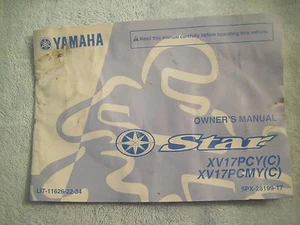 YAMAHA
Read this manual carefully before operating this vehicle.
OWNER'S MANUAL
Star
XV17PCY(C)
XV17PCMY(C)
LIT-11626-22-34
5PX-28199-17